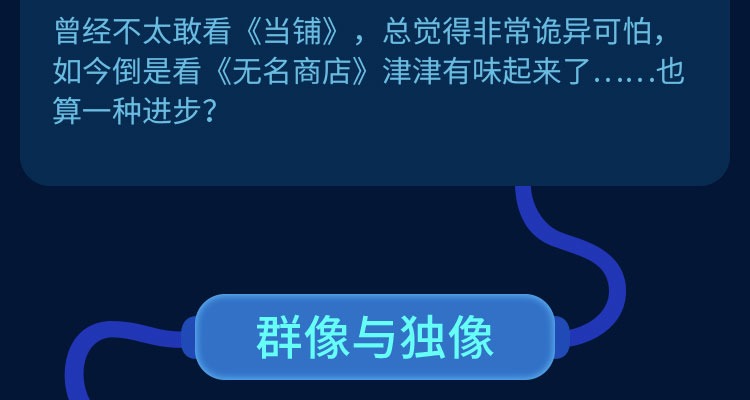 曾经不太敢看《当铺》，总觉得非常诡异可怕，
如今倒是看《无名商店》津津有味起来了……也
算一种进步？
群像与独像